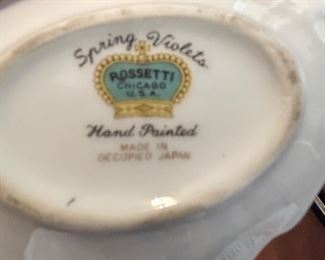 Spring Violets
ROSSETTI
CHICAGO
U.S.A.
Hand Painted
MADE IN
OCCUPIED JAPAN